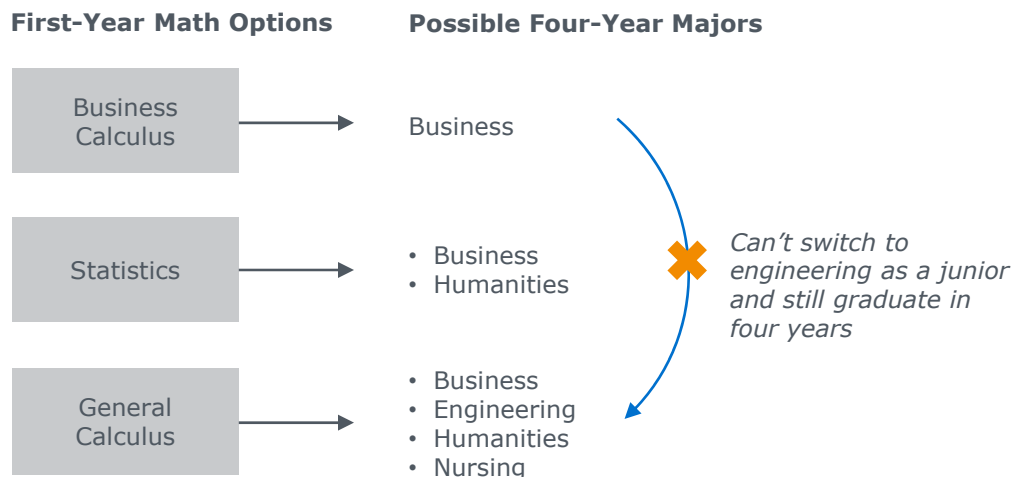 First-Year Math Options
Possible Four-Year Majors
Business
Calculus
Business
Statistics
• Business
• Humanities
Can't switch to
engineering as a junior
and still graduate in
four years
General
Calculus
• Business
• Engineering
• Humanities
• Nursing